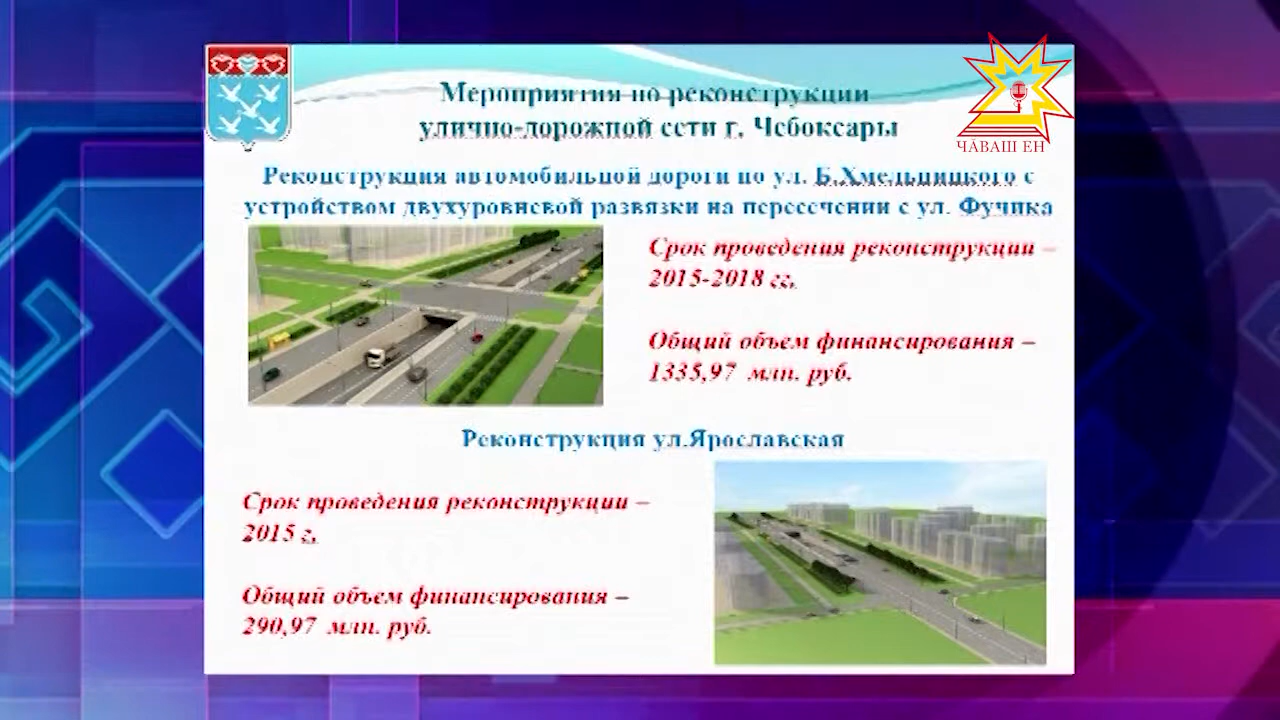 ЧӐВАШ ЕН
Мероприятия по реконструкции
улично-дорожной сети г. Чебоксары
Реконструкция автомобильной дороги по ул. Б.Хмельницкого с
устройством двухуровневой развязки на пересечении с ул. Фучика
Срок проведения реконструкции –
2015-2018 гг.
Общий объем финансирования –
1335,97 млн. руб.
Реконструкция ул.Ярославская
Срок проведения реконструкции –
2015 г.
Общий объем финансирования –
290,97 млн. руб.